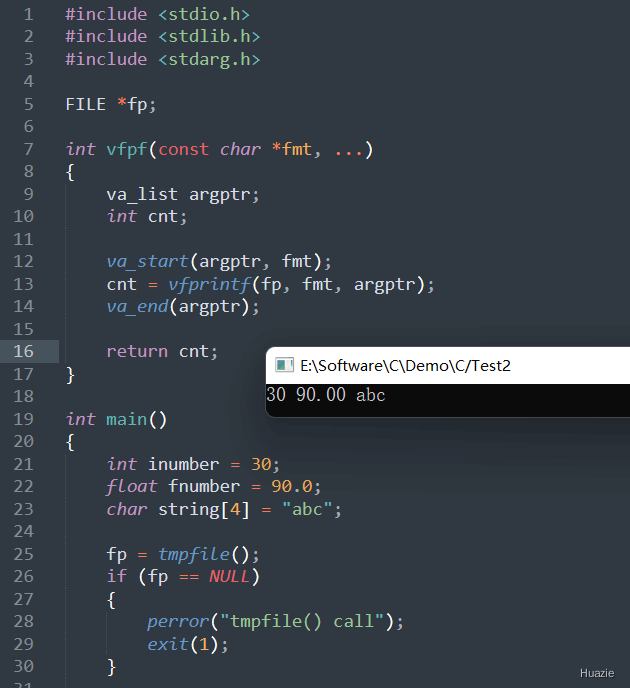 1 #include <stdio.h>
2 #include <stdlib.h>
3 #include <stdarg.h>
4
5 FILE *fp;
6
7 int vfpf(const char *fmt, ...)
8 {
9     va_list argptr;
10     int cnt;
11
12     va_start(argptr, fmt);
13     cnt = vfprintf(fp, fmt, argptr);
14     va_end(argptr);
15
16     return cnt;
17 }
18
19 int main()
20 {
21     int inumber = 30;
22     float fnumber = 90.0;
23     char string[4] = "abc";
24
25     fp = tmpfile();
26     if (fp == NULL)
27     {
28         perror("tmpfile() call");
29         exit(1);
30     }
31
E:\Software\C\Demo\C/Test2
30 90.00 abc
Huazie